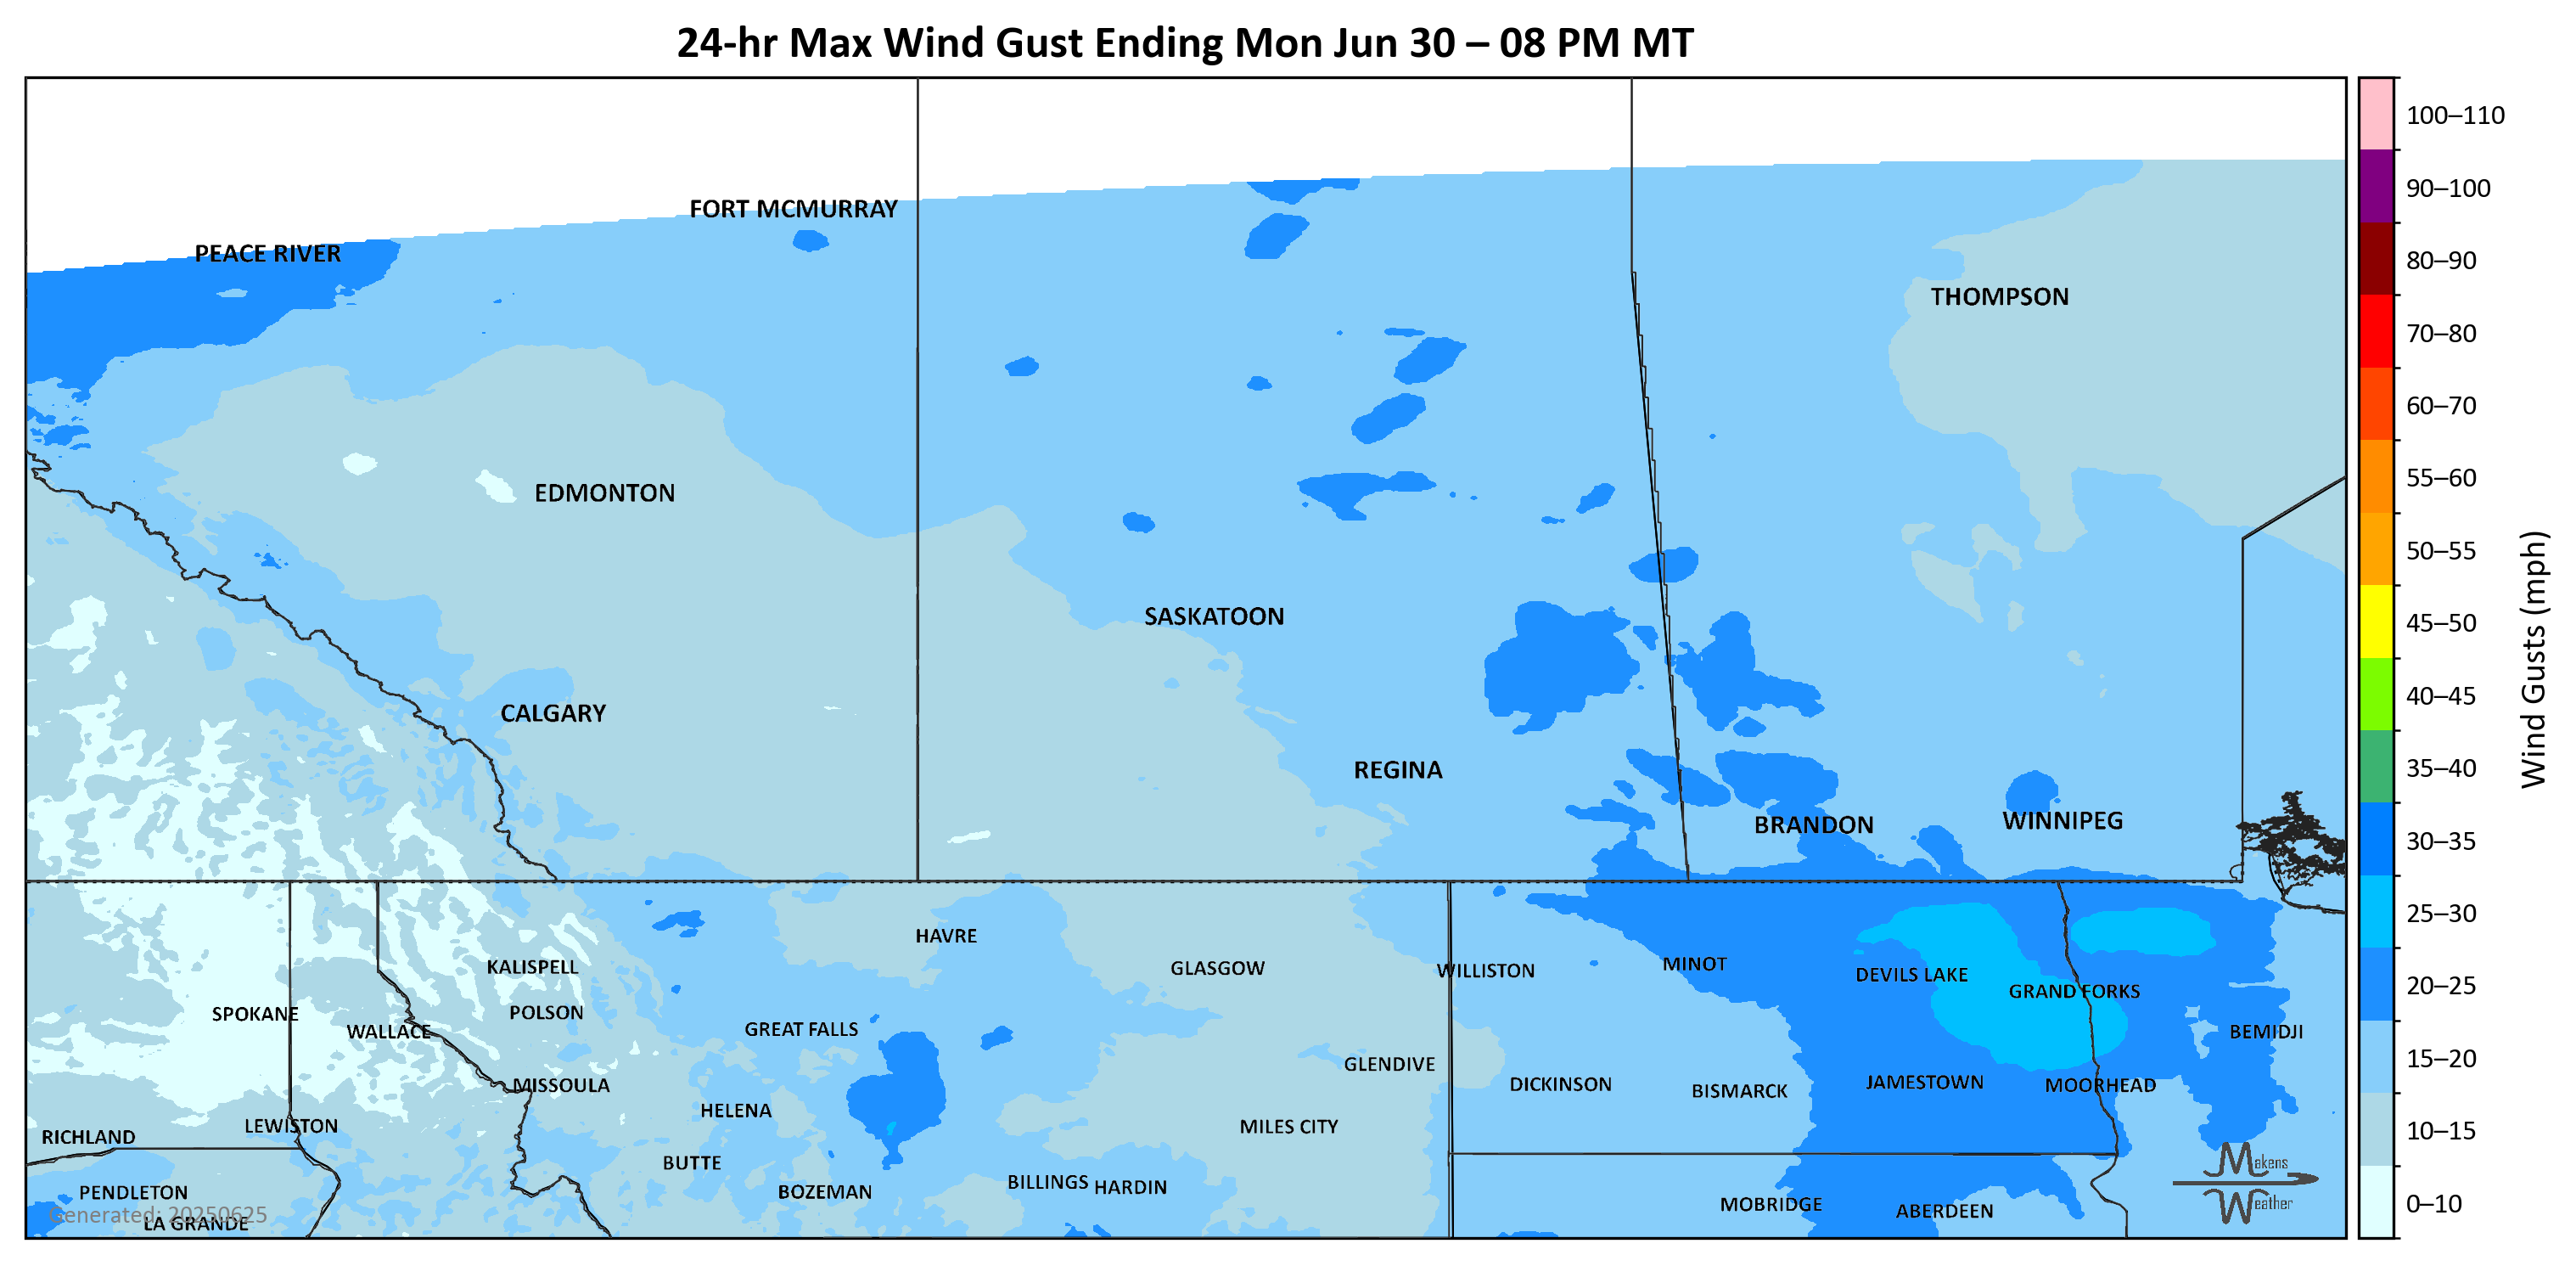 24-hr Max Wind Gust Ending Mon Jun 30 – 08 PM MT
100–110
90–100
80–90
70–80
60–70
55–60
50–55
45–50
40–45
35–40
30–35
25–30
20–25
15–20
10–15
0–10
Wind Gusts (mph)
FORT MCMURRAY
PEACE RIVER
THOMPSON
EDMONTON
SASKATOON
CALGARY
REGINA
BRANDON
WINNIPEG
HAVRE
KALISPELL
GLASGOW
WILLISTON
MINOT
DEVILS LAKE
GRAND FORKS
SPOKANE
POLSON
WALLACE
GREAT FALLS
BEMIDJI
GLENDIVE
MISSOULA
DICKINSON
BISMARCK
JAMESTOWN
MOORHEAD
HELENA
LEWISTON
MILES CITY
RICHLAND
BUTTE
BOZEMAN
BILLINGS
HARDIN
PENDLETON
MOBRIDGE
ABERDEEN
Generated: 20250625
LA GRANDE
Makens
Weather